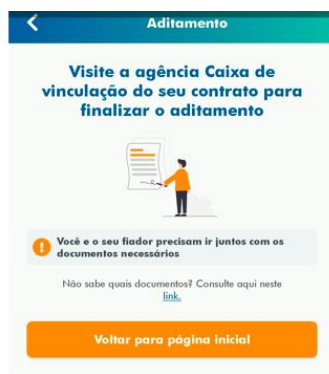 Aditamento
Visite a agência Caixa de
vinculação do seu contrato para
finalizar o aditamento
Você e o seu fiador precisam ir juntos com os
documentos necessários
Não sabe quais documentos? Consulte aqui neste
link.
Voltar para página inicial